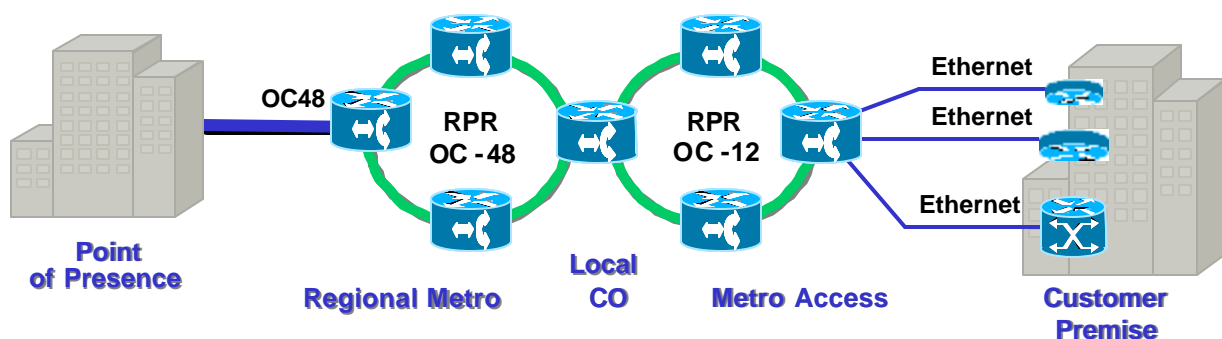 OC48
RPR
OC -48
RPR
OC -12
Ethernet
Ethernet
Ethernet
Point
of Presence
Regional Metro
Local
CO
Metro Access
Customer
Premise